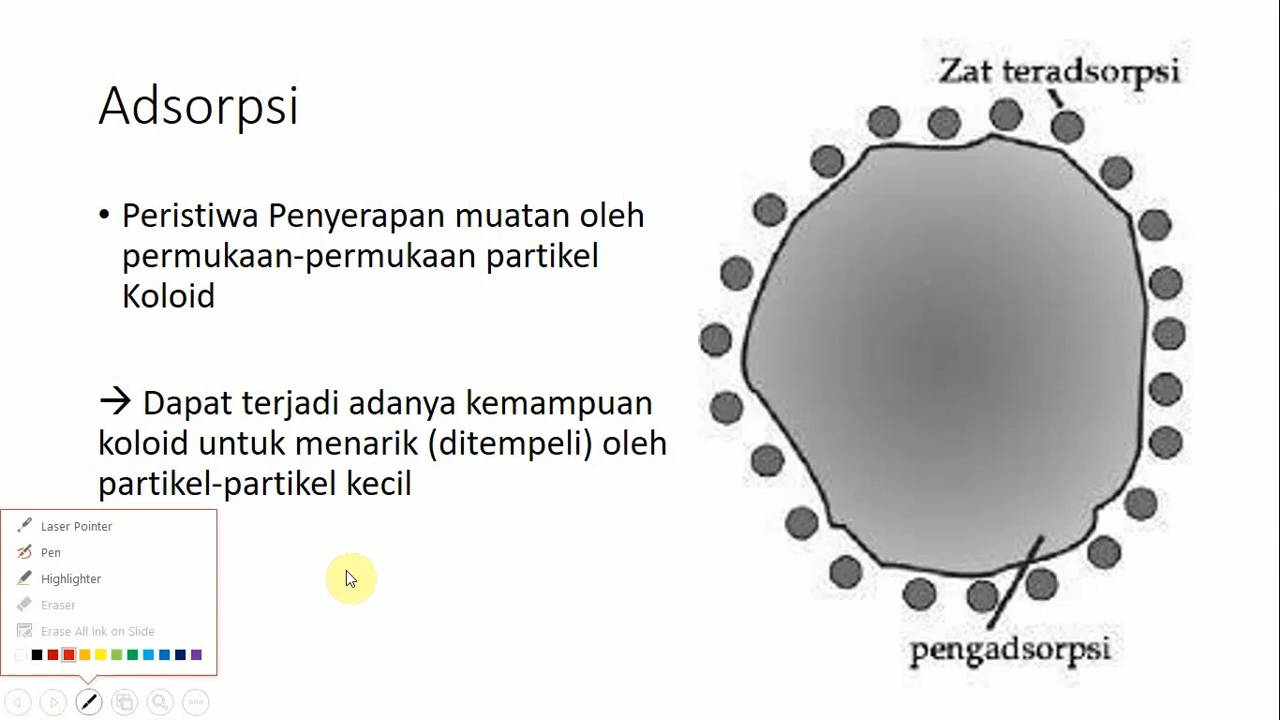 Adsorpsi
• Peristiwa Penyerapan muatan oleh
permukaan-permukaan partikel
Koloid
→ Dapat terjadi adanya kemampuan
koloid untuk menarik (ditempeli) oleh
partikel-partikel kecil
Zat teradsorpsi
pengadsorpsi
Laser Pointer
Pen
Highlighter
Eraser
Erase All Ink on Slide